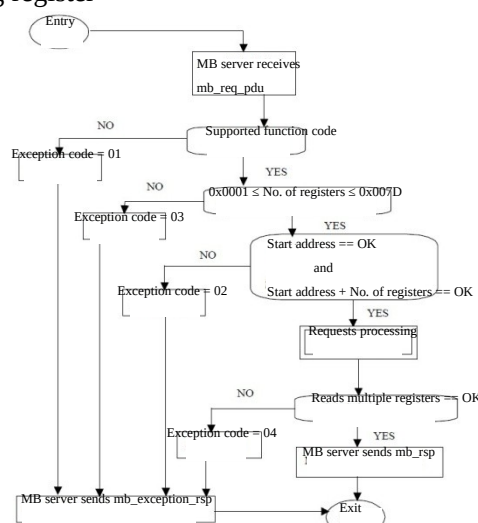 Entry
MB server receives
mb_req_pdu
NO
Supported function code
Exception code = 01
YES
NO
0x0001 ≤ No. of registers ≤ 0x007D
Exception code = 03
YES
Start address == OK
NO
and
Exception code = 02
Start address + No. of registers == OK
YES
Requests processing
NO
Reads multiple registers == OK
Exception code = 04
YES
MB server sends mb_rsp
MB server sends mb_exception_rsp
Exit